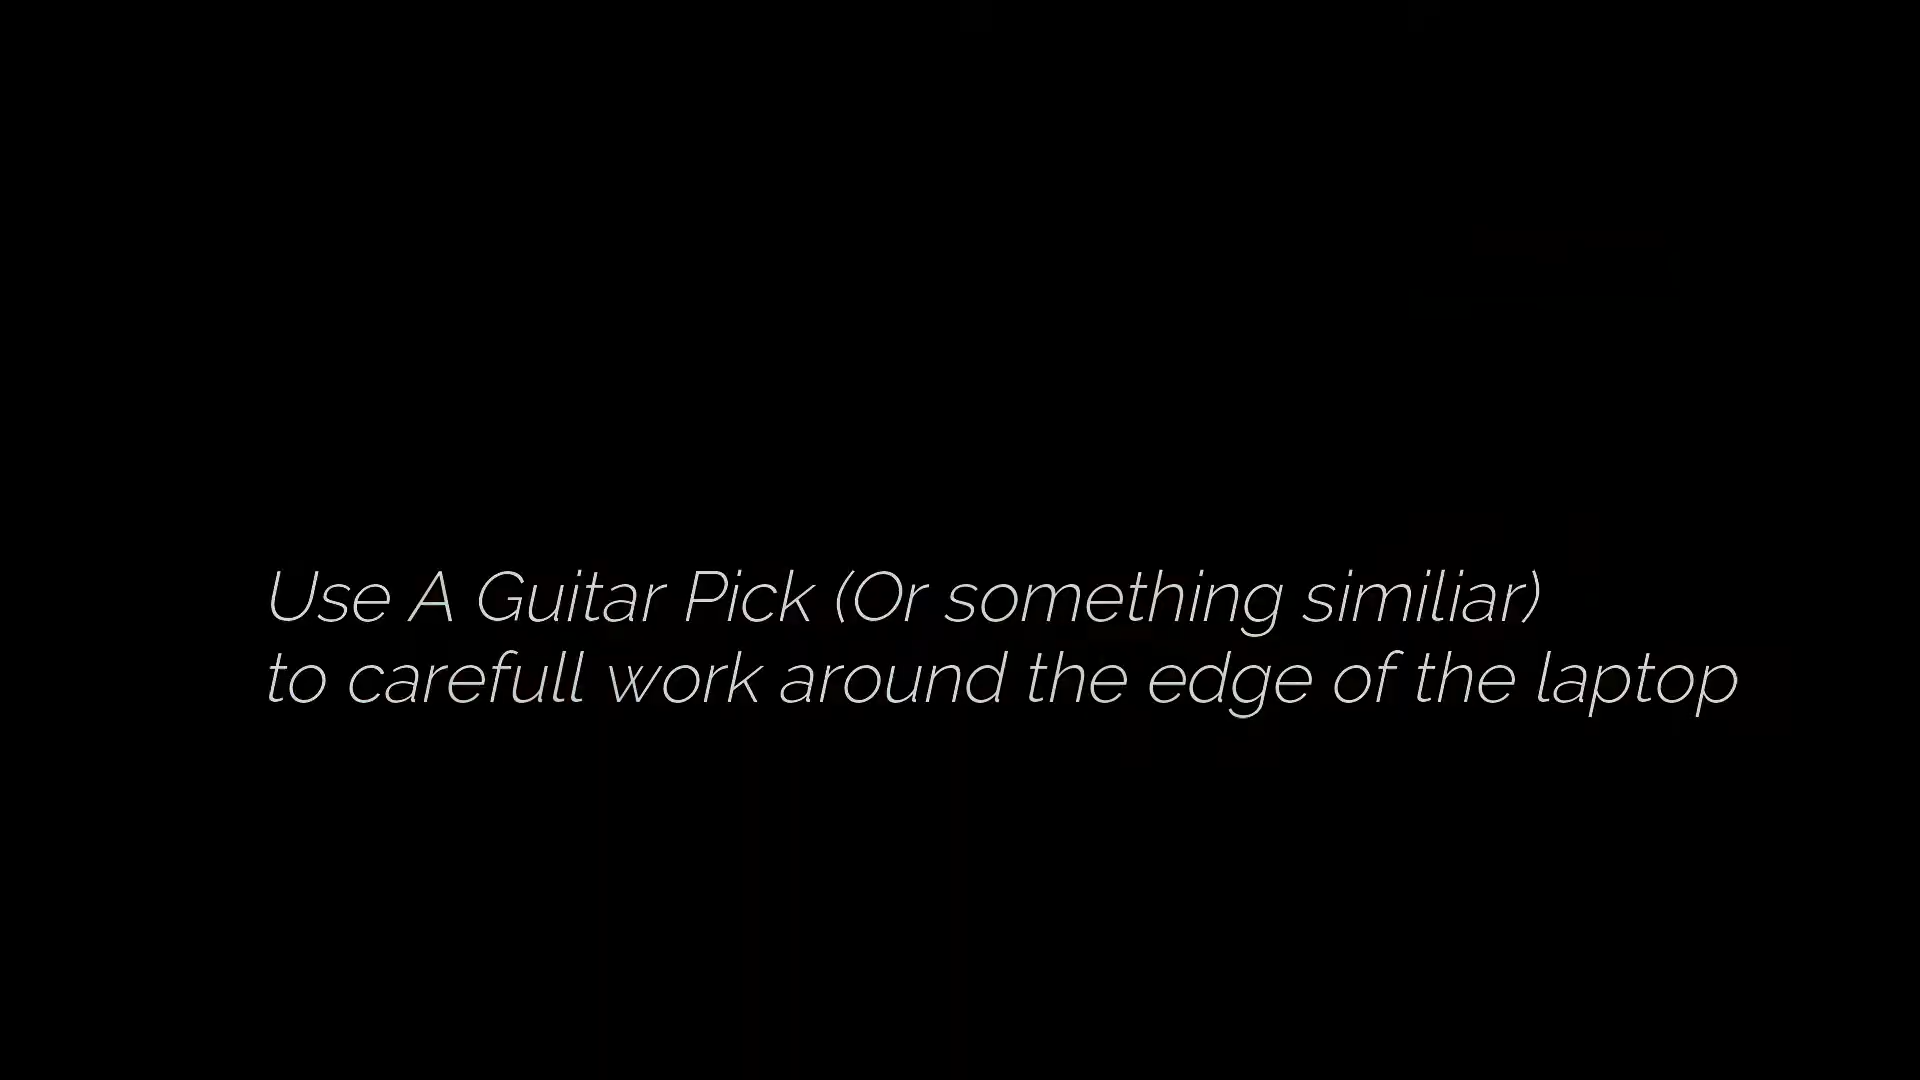 Use A Guitar Pick (Or something similiar)
to carefull work around the edge of the laptop